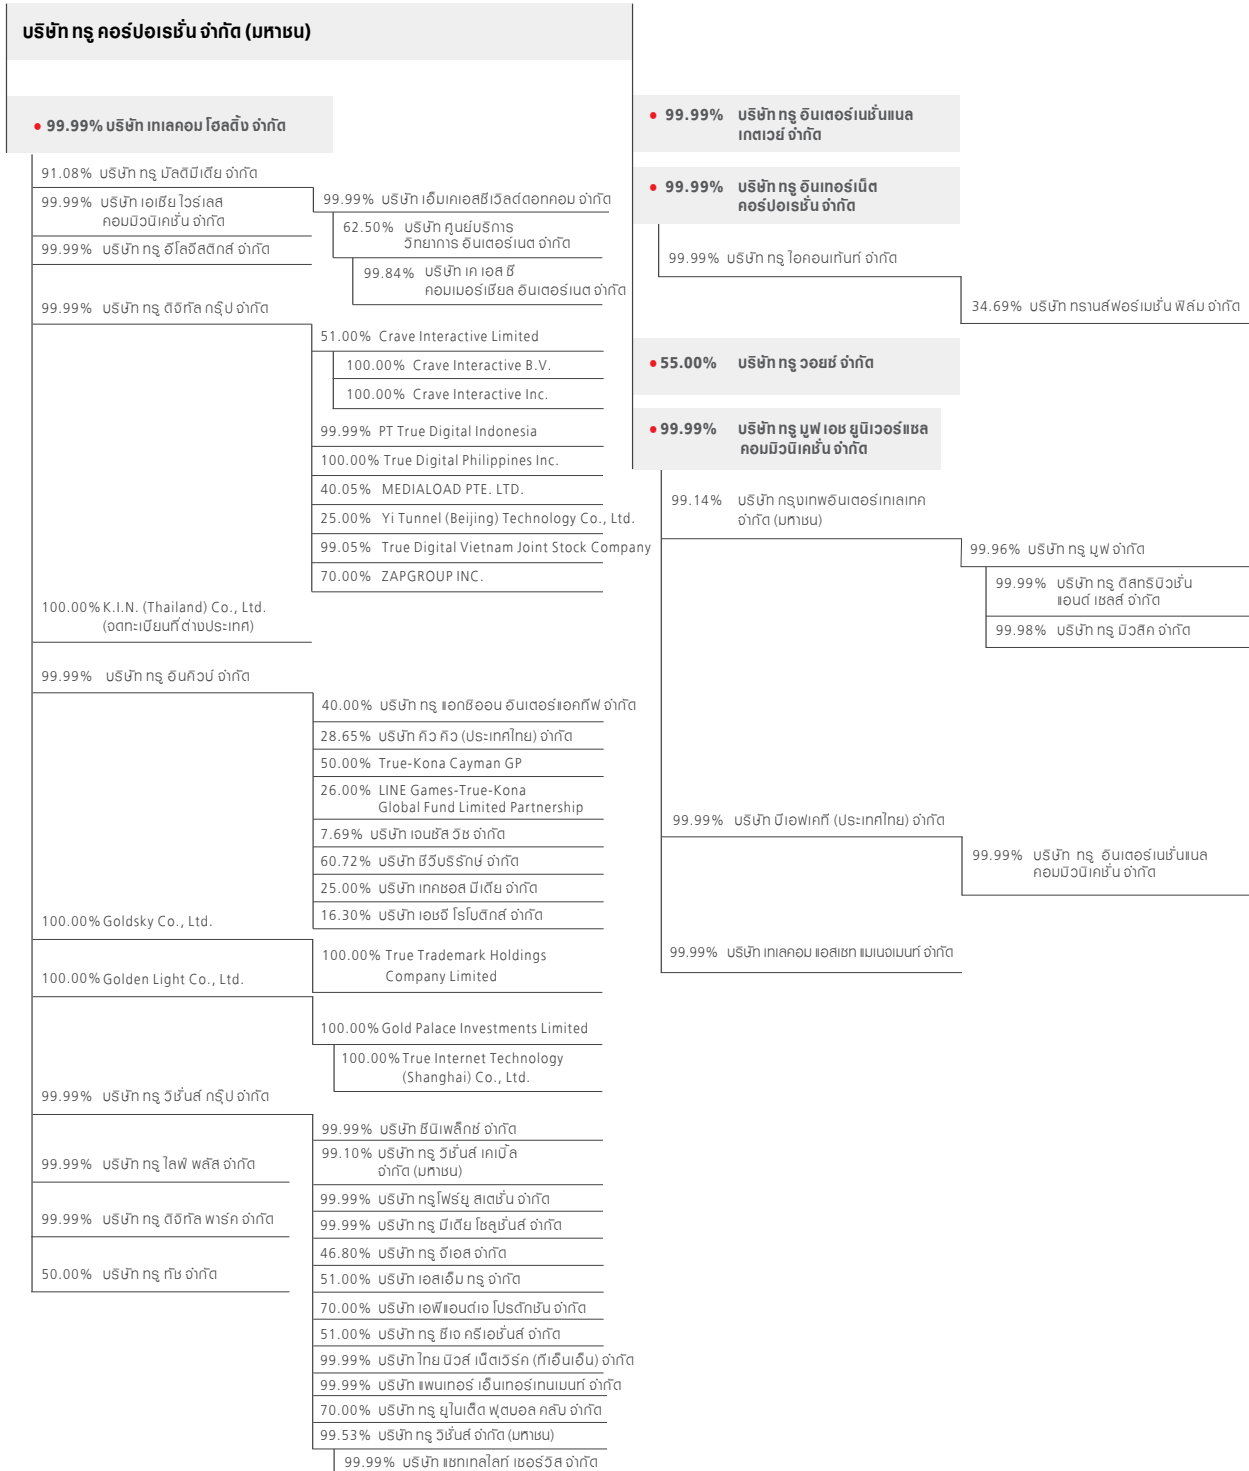 บริษัท ทรู คอร์ปอเรชั่น จำกัด (มหาชน)
• 99.99% บริษัท เทเลคอม โฮลดิ้ง จำกัด
91.08% บริษัท ทรู มัลติมีเดีย จำกัด
99.99% บริษัท เอเซีย ไวร์เลส
คอมมิวนิเคชั่น จำกัด
99.99% บริษัท เอ็มเคเอสซีเวิลด์ดอทคอม จำกัด
62.50% บริษัท ศูนย์บริการ
วิทยาการ อินเตอร์เนต จำกัด
99.84% บริษัท เค เอส ซี
คอมเมอร์เชียล อินเตอร์เนต จำกัด
99.99% บริษัท ทรู อีโลจีสติกส์ จำกัด
99.99% บริษัท ทรู ดิจิทัล กรุ๊ป จำกัด
51.00% Crave Interactive Limited
100.00% Crave Interactive B.V.
100.00% Crave Interactive Inc.
99.99% PT True Digital Indonesia
100.00% True Digital Philippines Inc.
40.05% MEDIALOAD PTE. LTD.
25.00% Yi Tunnel (Beijing) Technology Co., Ltd.
99.05% True Digital Vietnam Joint Stock Company
70.00% ZAPGROUP INC.
100.00% K.I.N. (Thailand) Co., Ltd.
(จดทะเบียนที่ต่างประเทศ)
99.99% บริษัท ทรู อินคิวบ์ จำกัด
40.00% บริษัท ทรู แอกซิออน อินเตอร์แอคทีฟ จำกัด
28.65% บริษัท คิว คิว (ประเทศไทย) จำกัด
50.00% True-Kona Cayman GP
26.00% LINE Games-True-Kona
Global Fund Limited Partnership
7.69% บริษัท เจนซัส วิช จำกัด
60.72% บริษัท ชีวีบริรักษ์ จำกัด
25.00% บริษัท เทคซอส มีเดีย จำกัด
16.30% บริษัท เอชจี โรโบติกส์ จำกัด
100.00% Goldsky Co., Ltd.
100.00% True Trademark Holdings
Company Limited
100.00% Golden Light Co., Ltd.
100.00% Gold Palace Investments Limited
100.00% True Internet Technology
(Shanghai) Co., Ltd.
99.99% บริษัท ทรู วิชั่นส์ กรุ๊ป จำกัด
99.99% บริษัท ซีนิเพล็กซ์ จำกัด
99.10% บริษัท ทรู วิชั่นส์ เคเบิ้ล
จำกัด (มหาชน)
99.99% บริษัท ทรูโฟร์ยู สเตชั่น จำกัด
99.99% บริษัท ทรู มีเดีย โซลูชั่นส์ จำกัด
46.80% บริษัท ทรู จีเอส จำกัด
51.00% บริษัท เอสเอ็ม ทรู จำกัด
70.00% บริษัท เอพีแอนด์เจ โปรดักชัน จำกัด
51.00% บริษัท ทรู ซีเจ ครีเอชั่นส์ จำกัด
99.99% บริษัท ไทย นิวส์ เน็ตเวิร์ค (ทีเอ็นเอ็น) จำกัด
99.99% บริษัท แพนเทอร์ เอ็นเทอร์เทนเมนท์ จำกัด
70.00% บริษัท ทรู ยูไนเต็ด ฟุตบอล คลับ จำกัด
99.53% บริษัท ทรู วิชั่นส์ จำกัด (มหาชน)
99.99% บริษัท แซทเทลไลท์ เซอร์วิส จำกัด
99.99% บริษัท ทรู ไลฟ์ พลัส จำกัด
99.99% บริษัท ทรู ดิจิทัล พาร์ค จำกัด
50.00% บริษัท ทรู ทัช จำกัด
• 99.99% บริษัท ทรู อินเตอร์เนชั่นแนล
เกตเวย์ จำกัด
• 99.99% บริษัท ทรู อินเทอร์เน็ต
คอร์ปอเรชั่น จำกัด
99.99% บริษัท ทรู ไอคอนเท้นท์ จำกัด
34.69% บริษัท ทรานส์ฟอร์เมชั่น ฟิล์ม จำกัด
• 55.00% บริษัท ทรู วอยซ์ จำกัด
• 99.99% บริษัท ทรู มูฟ เอช ยูนิเวอร์แซล
คอมมิวนิเคชั่น จำกัด
99.14% บริษัท กรุงเทพอินเตอร์เทเลเทค
จำกัด (มหาชน)
99.96% บริษัท ทรู มูฟ จำกัด
99.99% บริษัท ทรู ดิสทริบิวชั่น
แอนด์ เซลส์ จำกัด
99.98% บริษัท ทรู มิวสิค จำกัด
99.99% บริษัท บีเอฟเคที (ประเทศไทย) จำกัด
99.99% บริษัท ทรู อินเตอร์เนชั่นแนล
คอมมิวนิเคชั่น จำกัด
99.99% บริษัท เทเลคอม แอสเซท แมเนจเมนท์ จำกัด